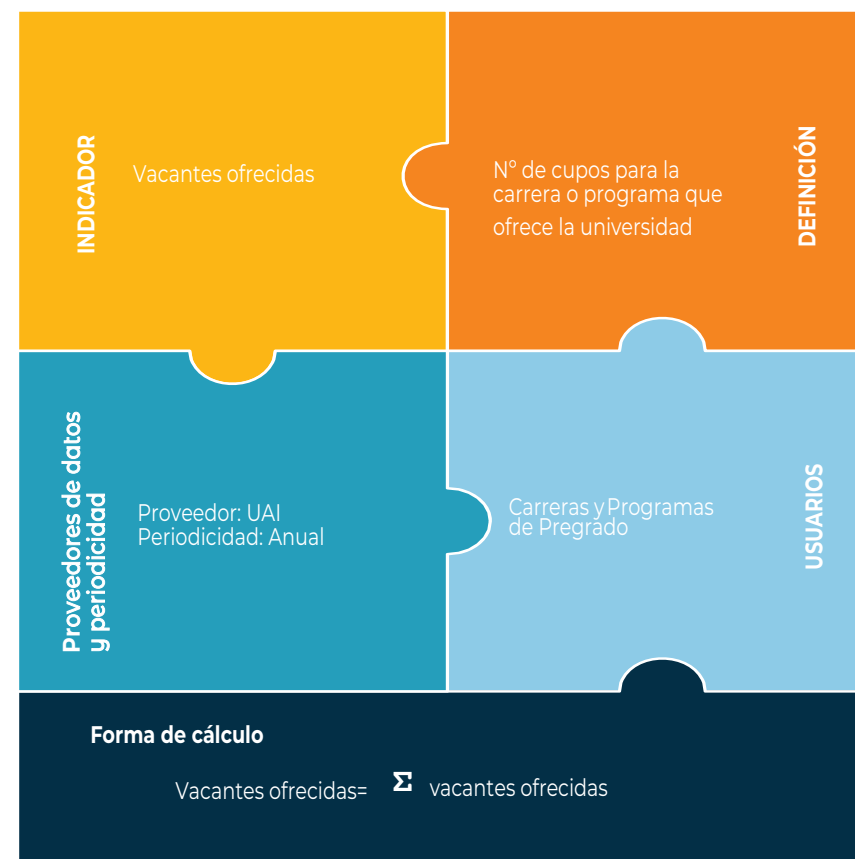 INDICADOR
Vacantes ofrecidas
N° de cupos para la
carrera o programa que
ofrece la universidad
DEFINICIÓN
Proveedores de datos
y periodicidad
Proveedor: UAI
Periodicidad: Anual
Carreras y Programas
de Pregrado
USUARIOS
Forma de cálculo
Vacantes ofrecidas= Σ vacantes ofrecidas